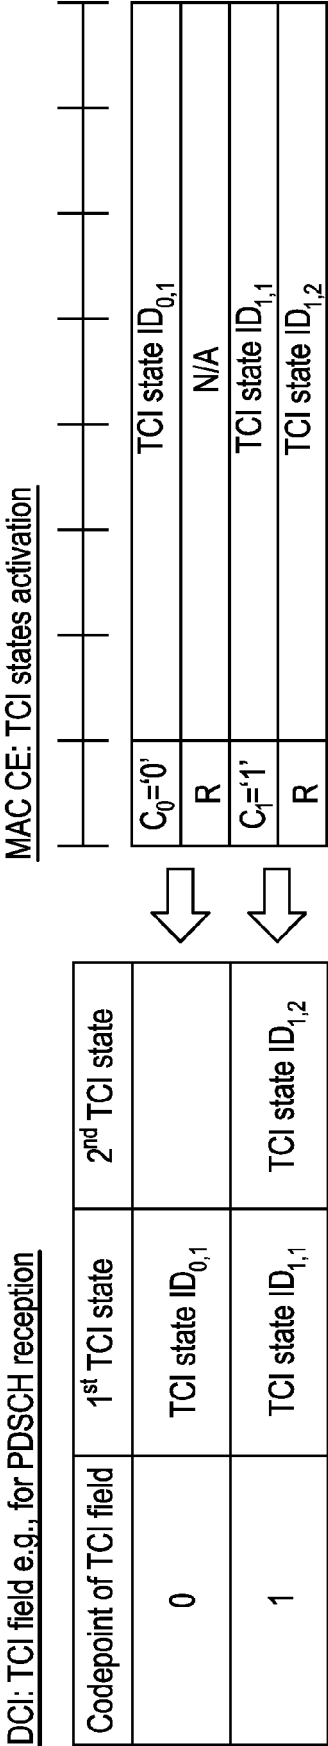 DCI: TCI field e.g., for PDSCH reception
Codepoint of TCI field 1st TCI state 2nd TCI state
0 TCI state ID0,1
1 TCI state ID1,1 TCI state ID1,2
MAC CE: TCI states activation
C0='0' TCI state ID0,1
R N/A
C1='1' TCI state ID1,1
R TCI state ID1,2